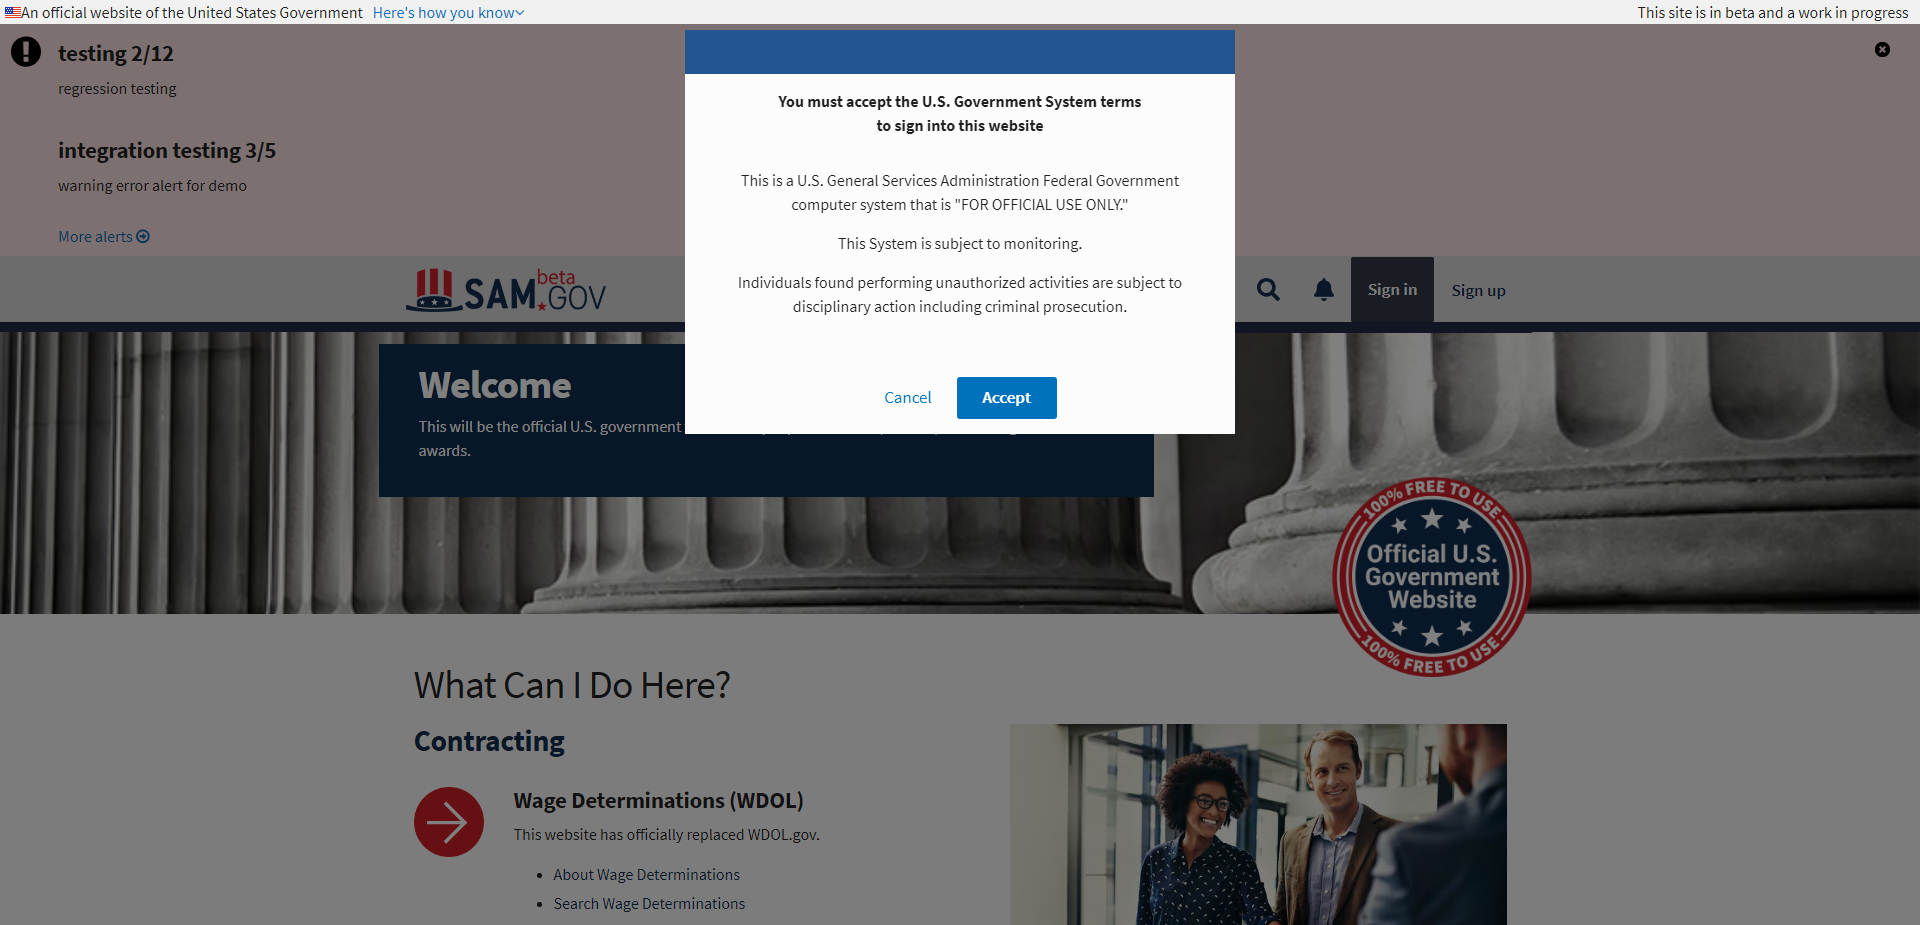 An official website of the United States Government Here's how you know
This site is in beta and a work in progress
testing 2/12
regression testing
integration testing 3/5
warning error alert for demo
More alerts
You must accept the U.S. Government System terms
to sign into this website
This is a U.S. General Services Administration Federal Government
computer system that is "FOR OFFICIAL USE ONLY."
This System is subject to monitoring.
Individuals found performing unauthorized activities are subject to
disciplinary action including criminal prosecution.
Cancel Accept
SAM.GOV beta
Sign in Sign up
Welcome
This will be the official U.S. government
awards.
100% FREE TO USE
Official U.S.
Government
Website
100% FREE TO USE
What Can I Do Here?
Contracting
Wage Determinations (WDOL)
This website has officially replaced WDOL.gov.
• About Wage Determinations
• Search Wage Determinations